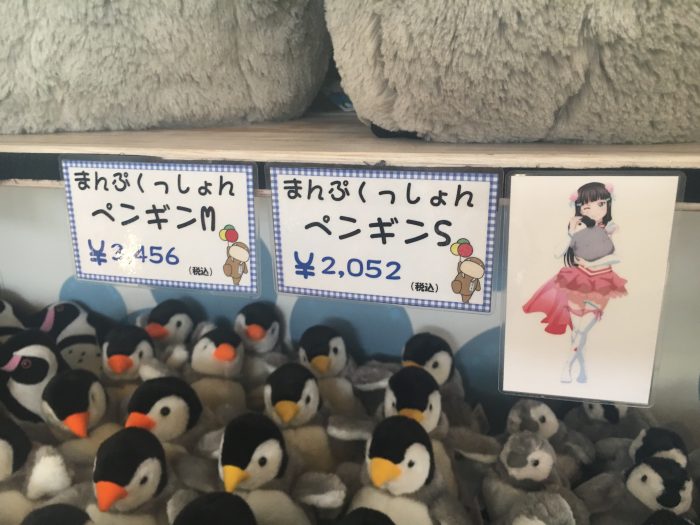 まんぷくっしょん
ペンギンM
¥3,456
(税込)
まんぷくっしょん
ペンギンS
¥2,052
(税込)